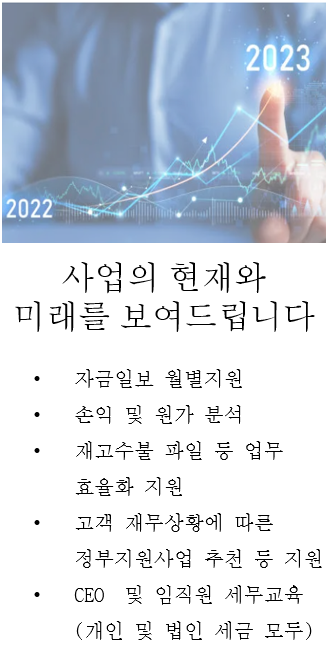 2023
2022
사업의 현재와
미래를 보여드립니다
• 자금일보 월별지원
• 손익 및 원가 분석
• 재고수불 파일 등 업무
효율화 지원
• 고객 재무상황에 따른
정부지원사업 추천 등 지원
• CEO 및 임직원 세무교육
(개인 및 법인 세금 모두)